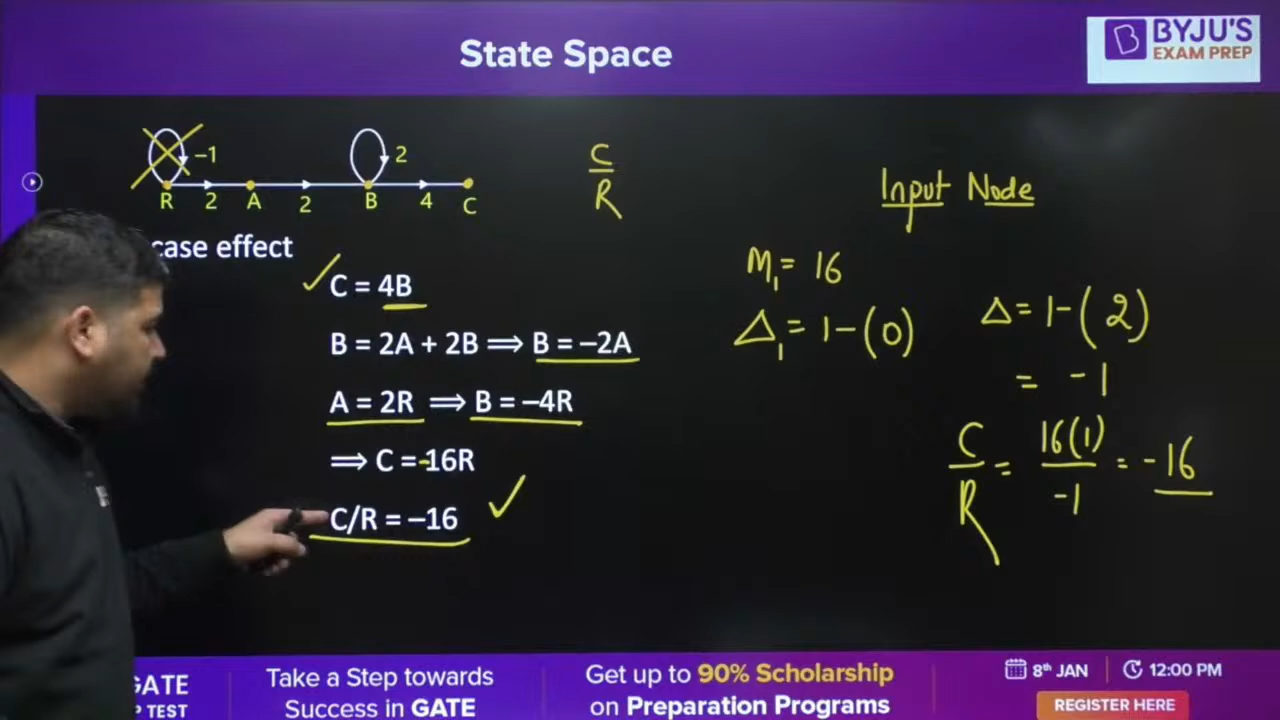 State Space
BYJU'S
EXAM PREP
–1
2
R 2 A 2 B 4 C
case effect
C = 4B
B = 2A + 2B ⟹ B = –2A
A = 2R ⟹ B = –4R
⟹ C = -16R
C/R = –16
C
R
Input Node
M₁ = 16
Δ₁ = 1 – (0)
Δ = 1 – (2)
= -1
C/R = 16(1)/-1 = -16
GATE
TEST
Take a Step towards
Success in GATE
Get up to 90% Scholarship
on Preparation Programs
8th JAN
12:00 PM
REGISTER HERE